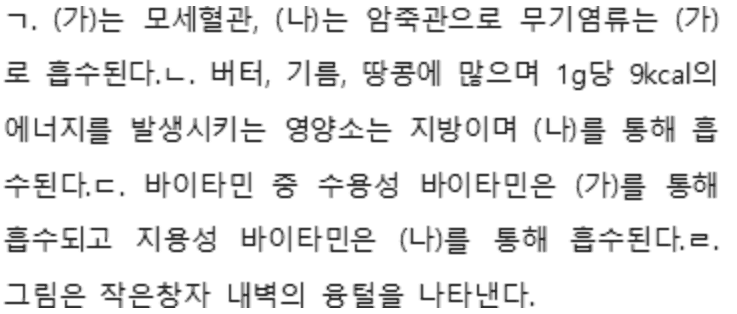 ㄱ. (가)는 모세혈관, (나)는 암죽관으로 무기염류는 (가)
로 흡수된다.ㄴ. 버터, 기름, 땅콩에 많으며 1g당 9kcal의
에너지를 발생시키는 영양소는 지방이며 (나)를 통해 흡
수된다.ㄷ. 바이타민 중 수용성 바이타민은 (가)를 통해
흡수되고 지용성 바이타민은 (나)를 통해 흡수된다.ㄹ.
그림은 작은창자 내벽의 융털을 나타낸다.